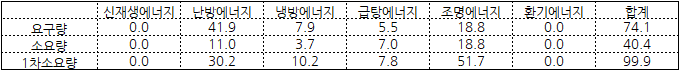 신재생에너지 난방에너지 냉방에너지 급탕에너지 조명에너지 환기에너지 합계
요구량 0.0 41.9 7.9 5.5 18.8 0.0 74.1
소요량 0.0 11.0 3.7 7.0 18.8 0.0 40.4
1차소요량 0.0 30.2 10.2 7.8 51.7 0.0 99.9